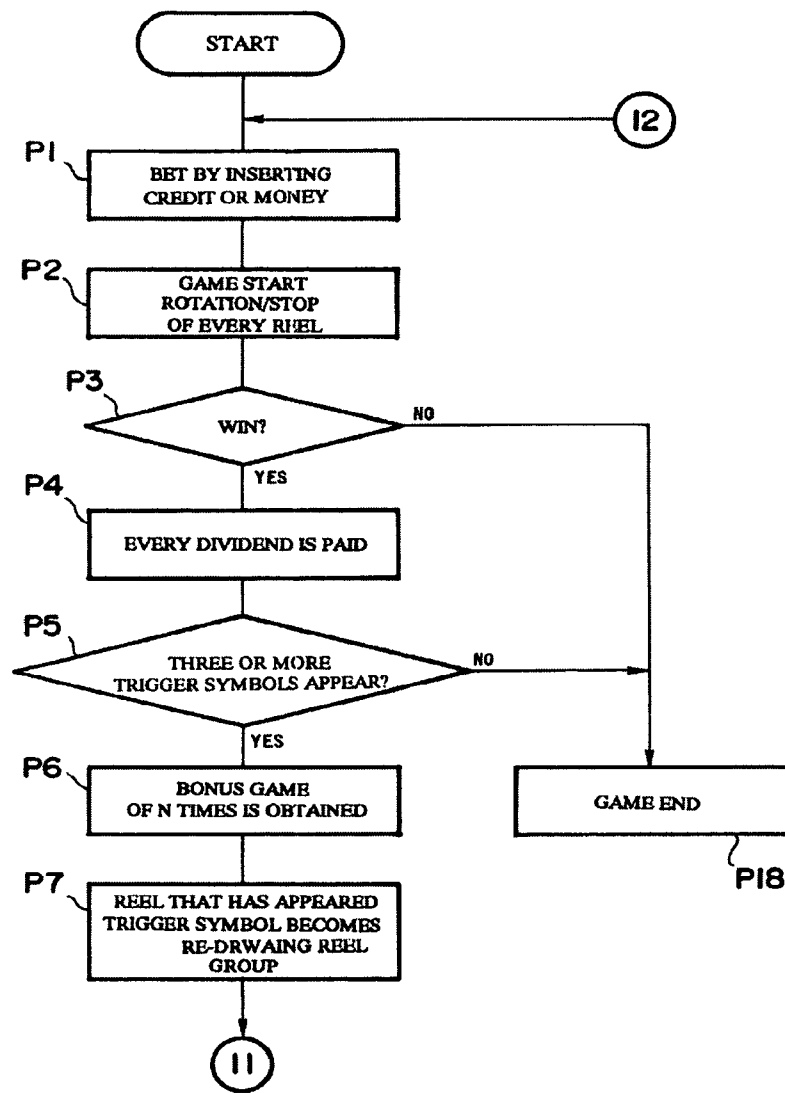 START
12
P1
BET BY INSERTING
CREDIT OR MONEY
P2
GAME START
ROTATION/STOP
OF EVERY REEL
P3
WIN?
NO
YES
P4
EVERY DIVIDEND IS PAID
P5
THREE OR MORE
TRIGGER SYMBOLS APPEAR?
NO
YES
P6
BONUS GAME
OF N TIMES IS OBTAINED
GAME END
P18
P7
REEL THAT HAS APPEARED
TRIGGER SYMBOL BECOMES
RE-DRWAING REEL
GROUP
11